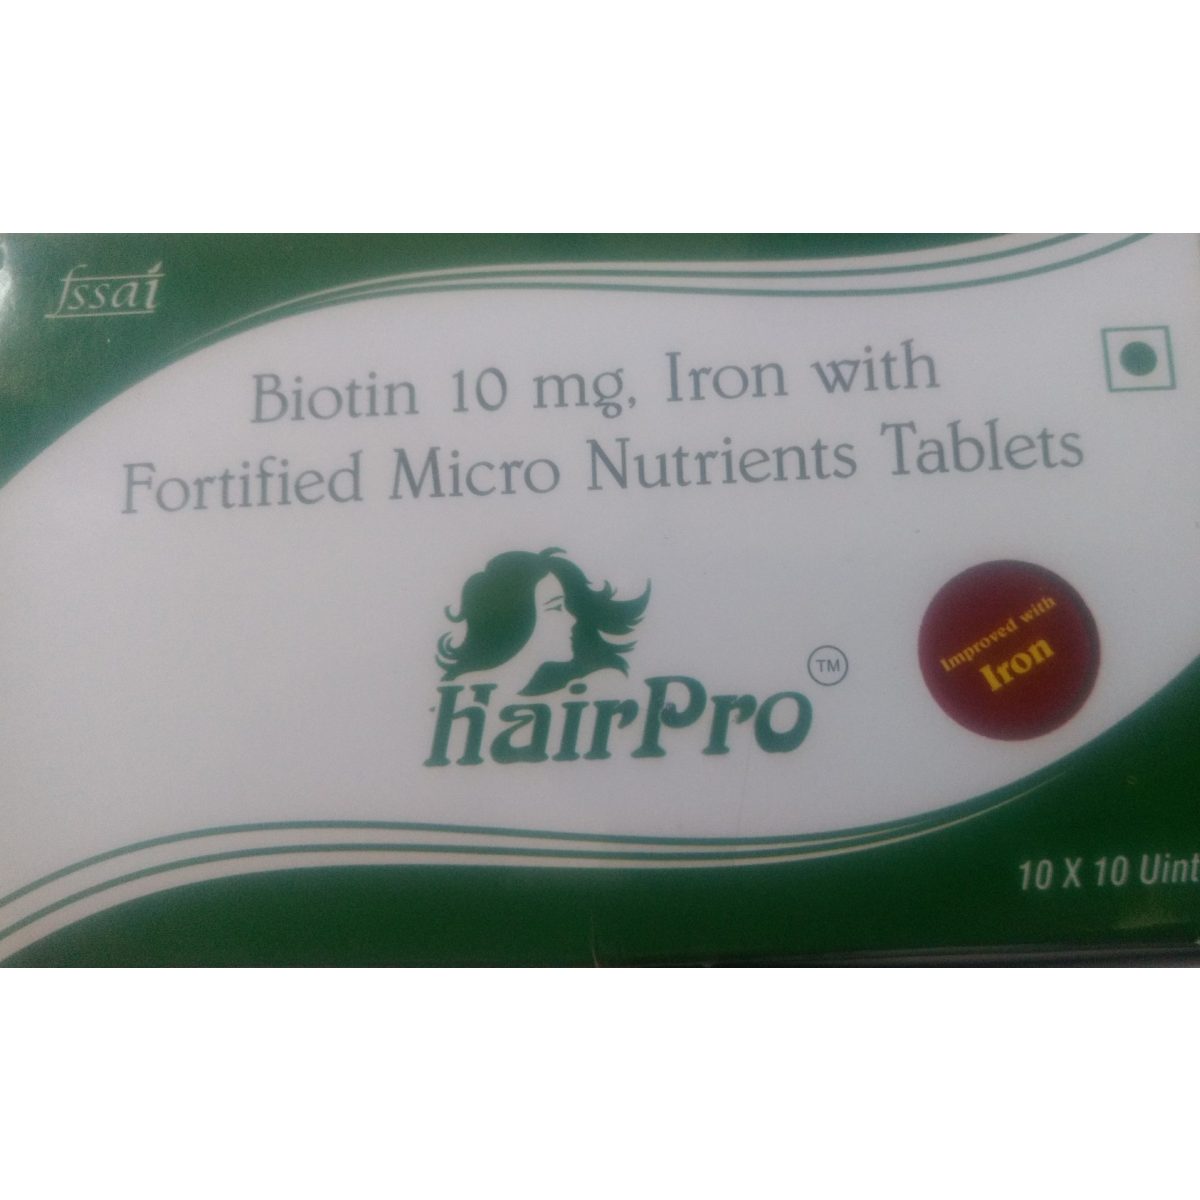 fssai
Biotin 10 mg, Iron with
Fortified Micro Nutrients Tablets
HairPro TM
Improved with
Iron
10 X 10 Uint